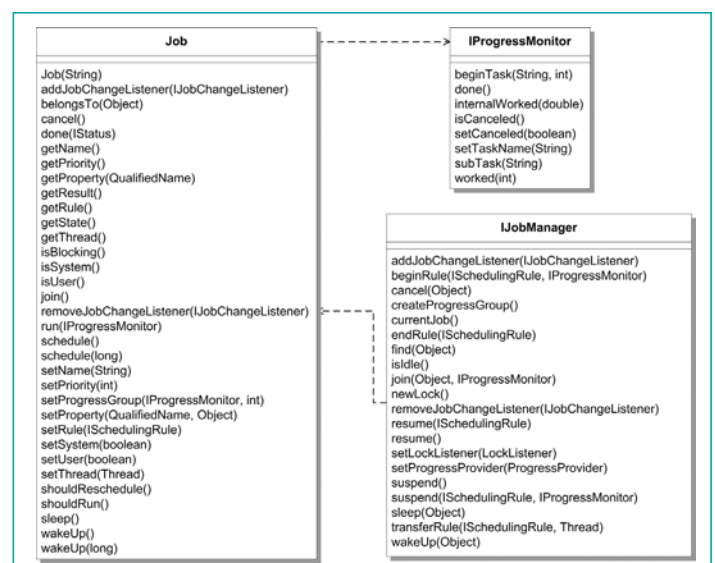 Job
Job(String)
addJobChangeListener(IJobChangeListener)
belongsTo(Object)
cancel()
done(IStatus)
getName()
getPriority()
getProperty(QualifiedName)
getResult()
getRule()
getState()
getThread()
isBlocking()
isSystem()
isUser()
join()
removeJobChangeListener(IJobChangeListener)
run(IProgressMonitor)
schedule()
schedule(long)
setName(String)
setPriority(int)
setProgressGroup(IProgressMonitor, int)
setProperty(QualifiedName, Object)
setRule(ISchedulingRule)
setSystem(boolean)
setUser(boolean)
setThread(Thread)
shouldReschedule()
shouldRun()
sleep()
wakeUp()
wakeUp(long)
IProgressMonitor
beginTask(String, int)
done()
internalWorked(double)
isCanceled()
setCanceled(boolean)
setTaskName(String)
subTask(String)
worked(int)
IJobManager
addJobChangeListener(IJobChangeListener)
beginRule(ISchedulingRule, IProgressMonitor)
cancel(Object)
createProgressGroup()
currentJob()
endRule(ISchedulingRule)
find(Object)
isIdle()
join(Object, IProgressMonitor)
newLock()
removeJobChangeListener(IJobChangeListener)
resume(ISchedulingRule)
resume()
setLockListener(LockListener)
setProgressProvider(ProgressProvider)
suspend()
suspend(ISchedulingRule, IProgressMonitor)
sleep(Object)
transferRule(ISchedulingRule, Thread)
wakeUp(Object)